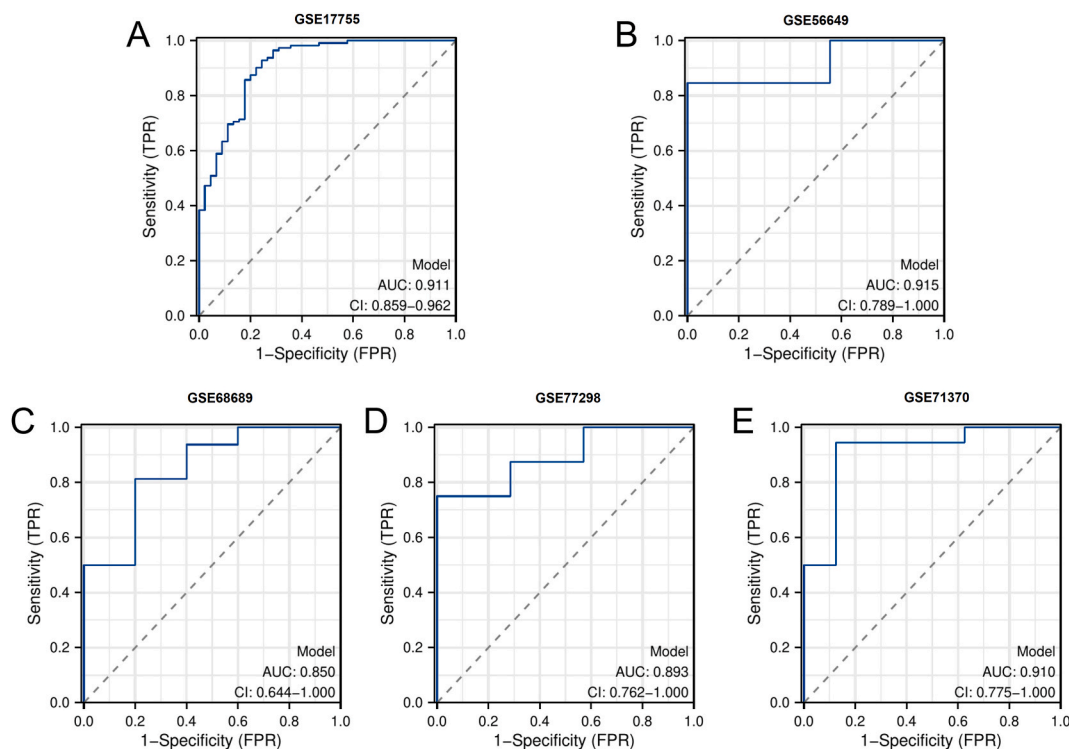 A
GSE17755
1.0
0.8
0.6
0.4
0.2
0.0
Sensitivity (TPR)
Model
AUC: 0.911
CI: 0.859−0.962
0.0 0.2 0.4 0.6 0.8 1.0
1−Specificity (FPR)
B
GSE56649
1.0
0.8
0.6
0.4
0.2
0.0
Sensitivity (TPR)
Model
AUC: 0.915
CI: 0.789−1.000
0.0 0.2 0.4 0.6 0.8 1.0
1−Specificity (FPR)
C
GSE68689
1.0
0.8
0.6
0.4
0.2
0.0
Sensitivity (TPR)
Model
AUC: 0.850
CI: 0.644−1.000
0.0 0.2 0.4 0.6 0.8 1.0
1−Specificity (FPR)
D
GSE77298
1.0
0.8
0.6
0.4
0.2
0.0
Sensitivity (TPR)
Model
AUC: 0.893
CI: 0.762−1.000
0.0 0.2 0.4 0.6 0.8 1.0
1−Specificity (FPR)
E
GSE71370
1.0
0.8
0.6
0.4
0.2
0.0
Sensitivity (TPR)
Model
AUC: 0.910
CI: 0.775−1.000
0.0 0.2 0.4 0.6 0.8 1.0
1−Specificity (FPR)